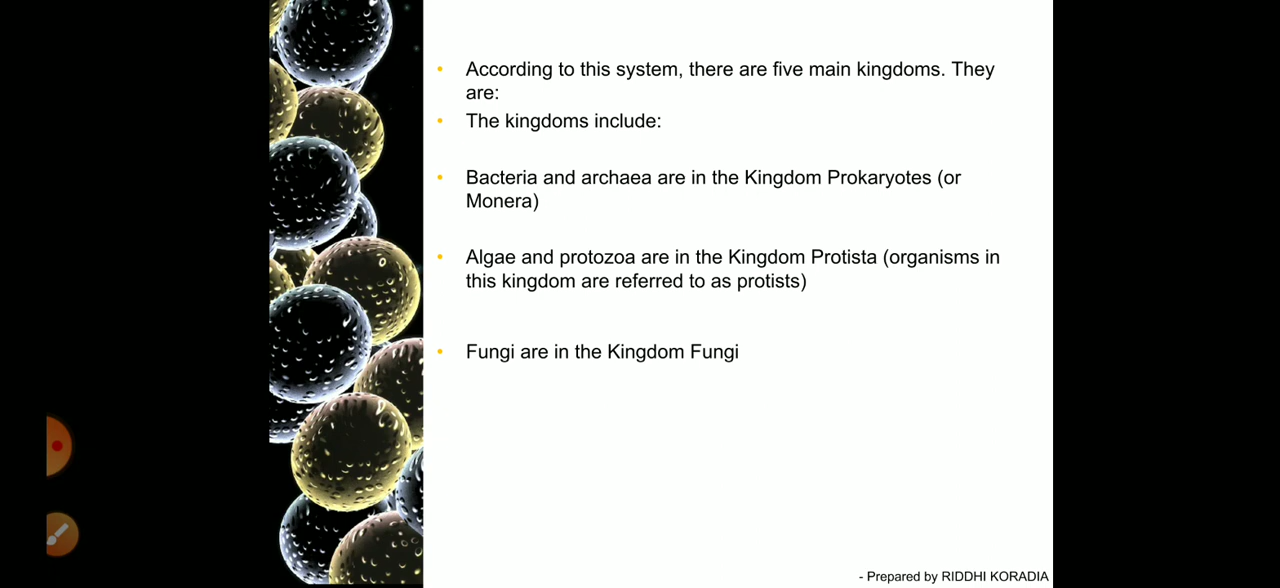 • According to this system, there are five main kingdoms. They
are:
• The kingdoms include:
• Bacteria and archaea are in the Kingdom Prokaryotes (or
Monera)
• Algae and protozoa are in the Kingdom Protista (organisms in
this kingdom are referred to as protists)
• Fungi are in the Kingdom Fungi
- Prepared by RIDDHI KORADIA